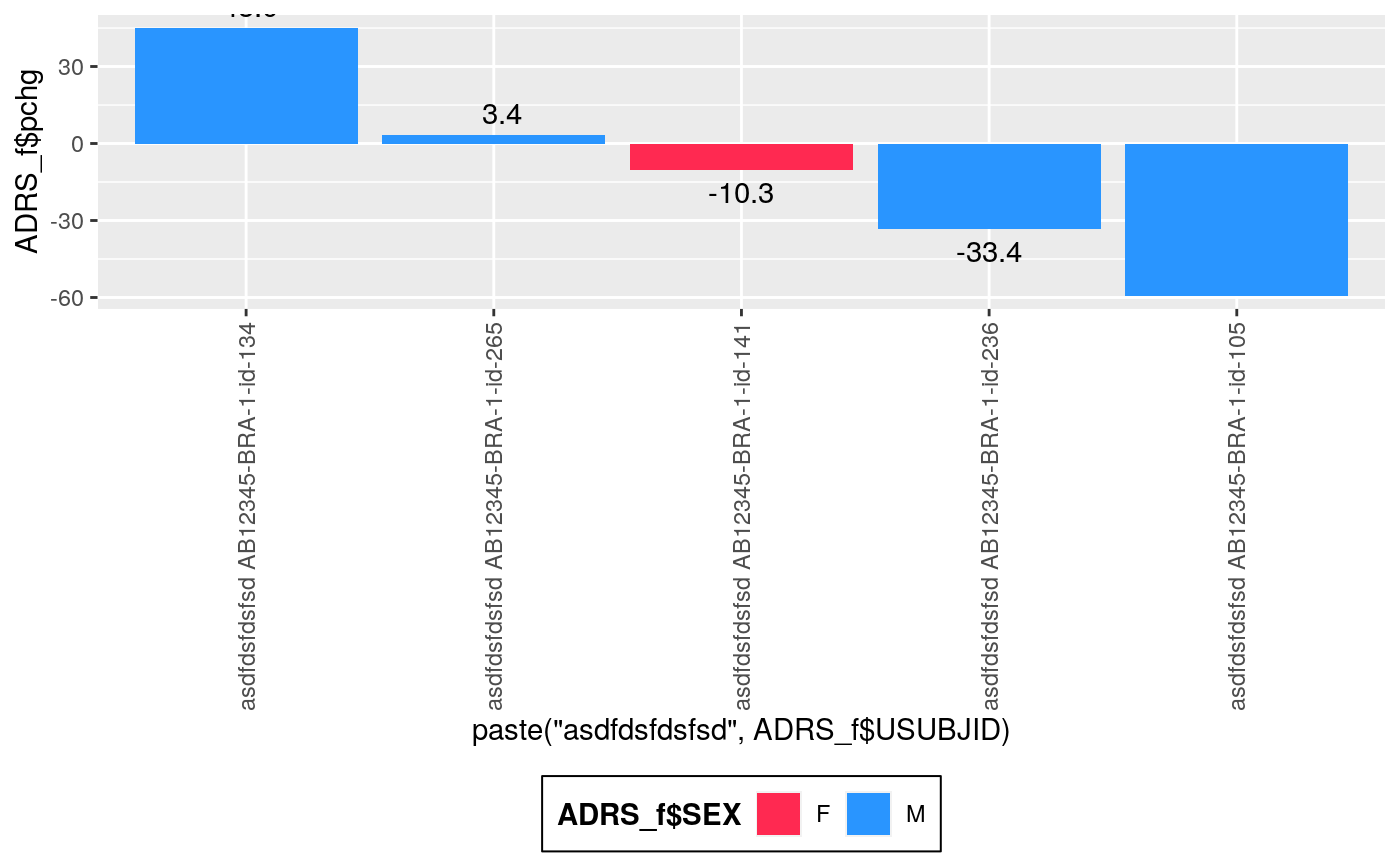 ADRS_f$pchg
30
0
-30
-60
3.4
-10.3
-33.4
asdfdsfdsfsd AB12345-BRA-1-id-134
asdfdsfdsfsd AB12345-BRA-1-id-265
asdfdsfdsfsd AB12345-BRA-1-id-141
asdfdsfdsfsd AB12345-BRA-1-id-236
asdfdsfdsfsd AB12345-BRA-1-id-105
paste("asdfdsfdsfsd", ADRS_f$USUBJID)
ADRS_f$SEX F M